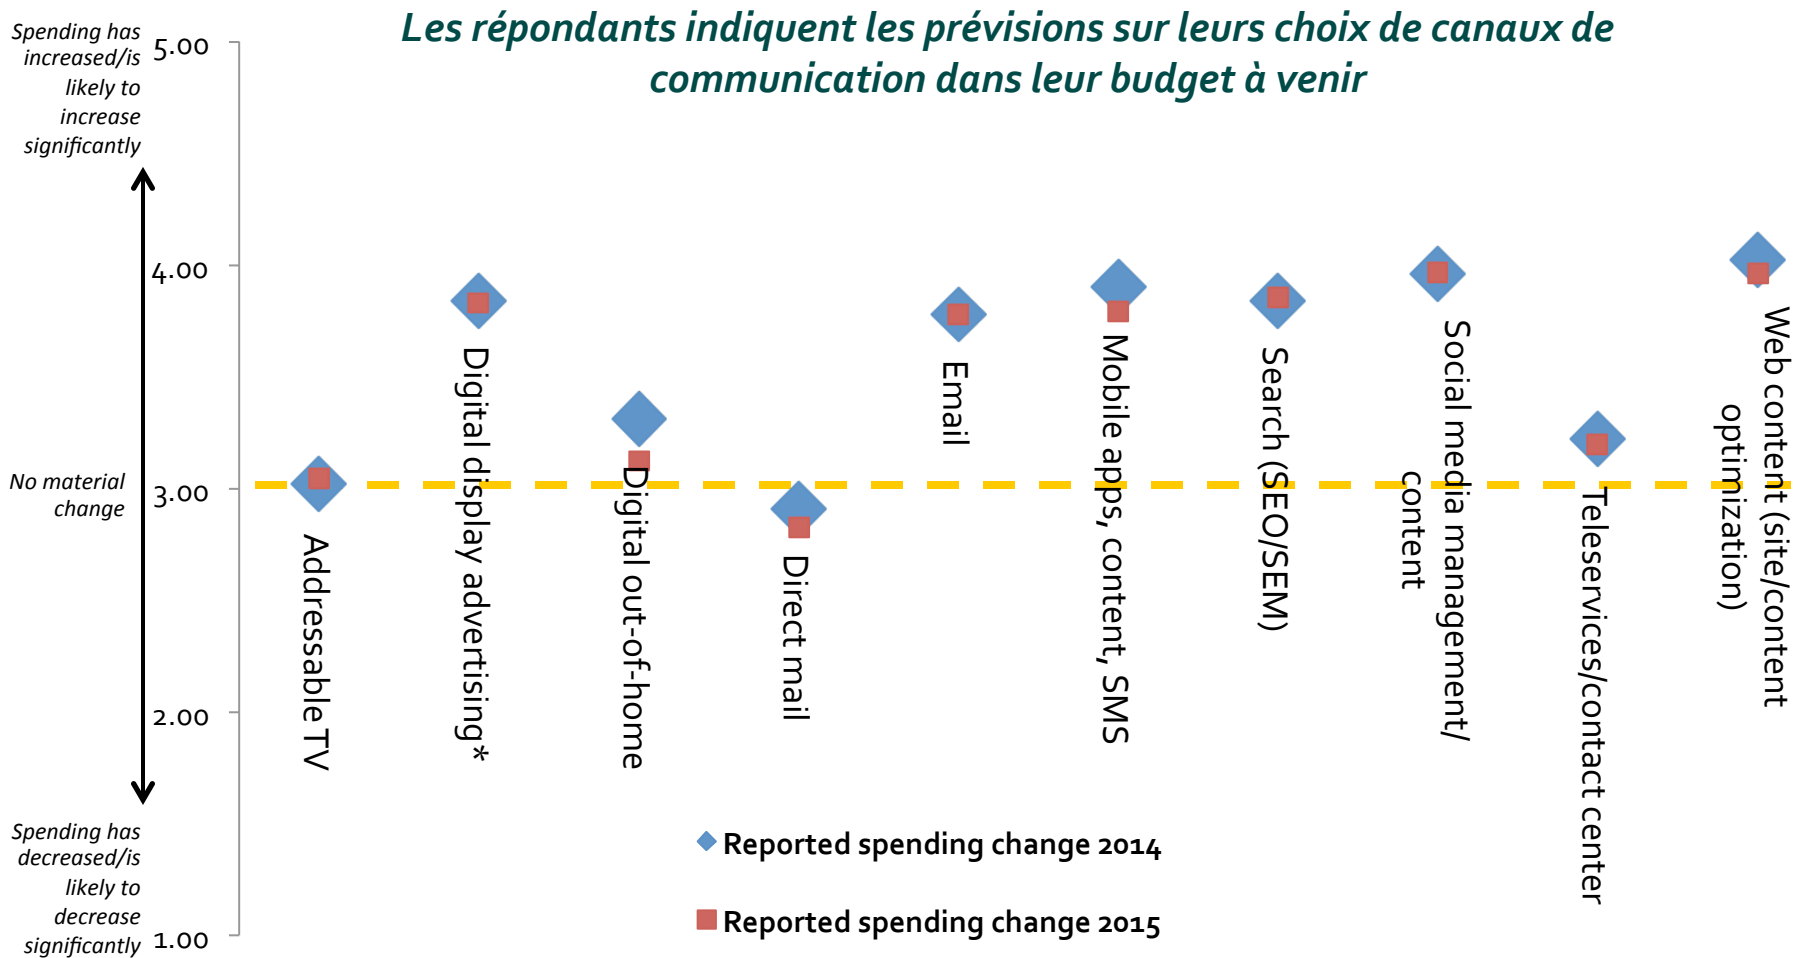 Les répondants indiquent les prévisions sur leurs choix de canaux de
communication dans leur budget à venir
Spending has
increased/is
likely to
increase
significantly
No material
change
Spending has
decreased/is
likely to
decrease
significantly
5.00
4.00
3.00
2.00
1.00
Addressable TV
Digital display advertising*
Digital out-of-home
Direct mail
Email
Mobile apps, content, SMS
Search (SEO/SEM)
Social media management/
content
Teleservices/contact center
Web content (site/content
optimization)
Reported spending change 2014
Reported spending change 2015